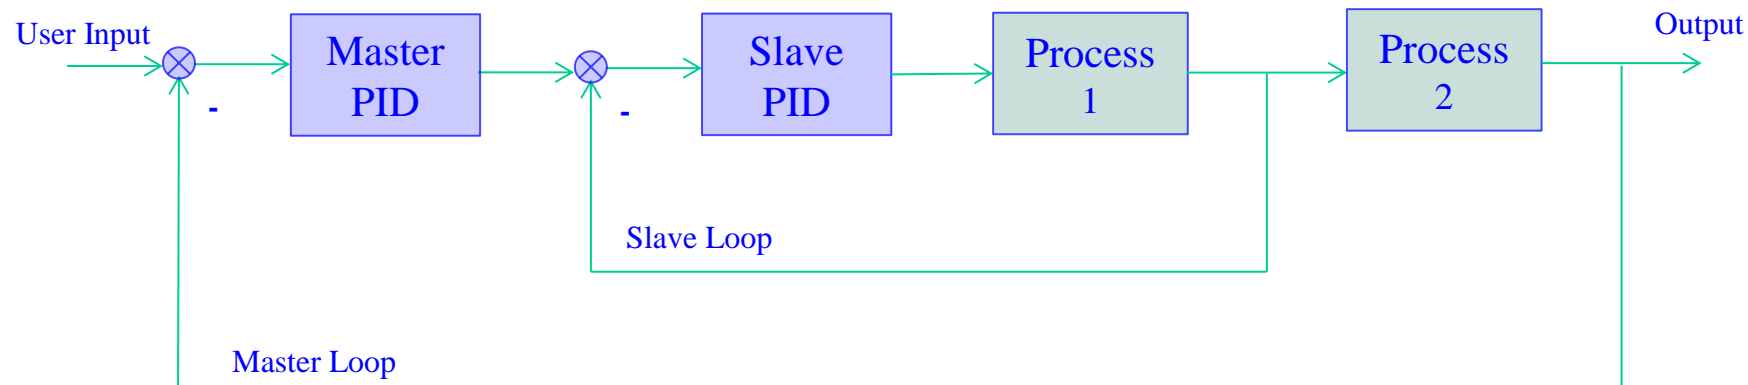 User Input
Master
PID
Slave
PID
Process
1
Process
2
Output
-
-
Slave Loop
Master Loop